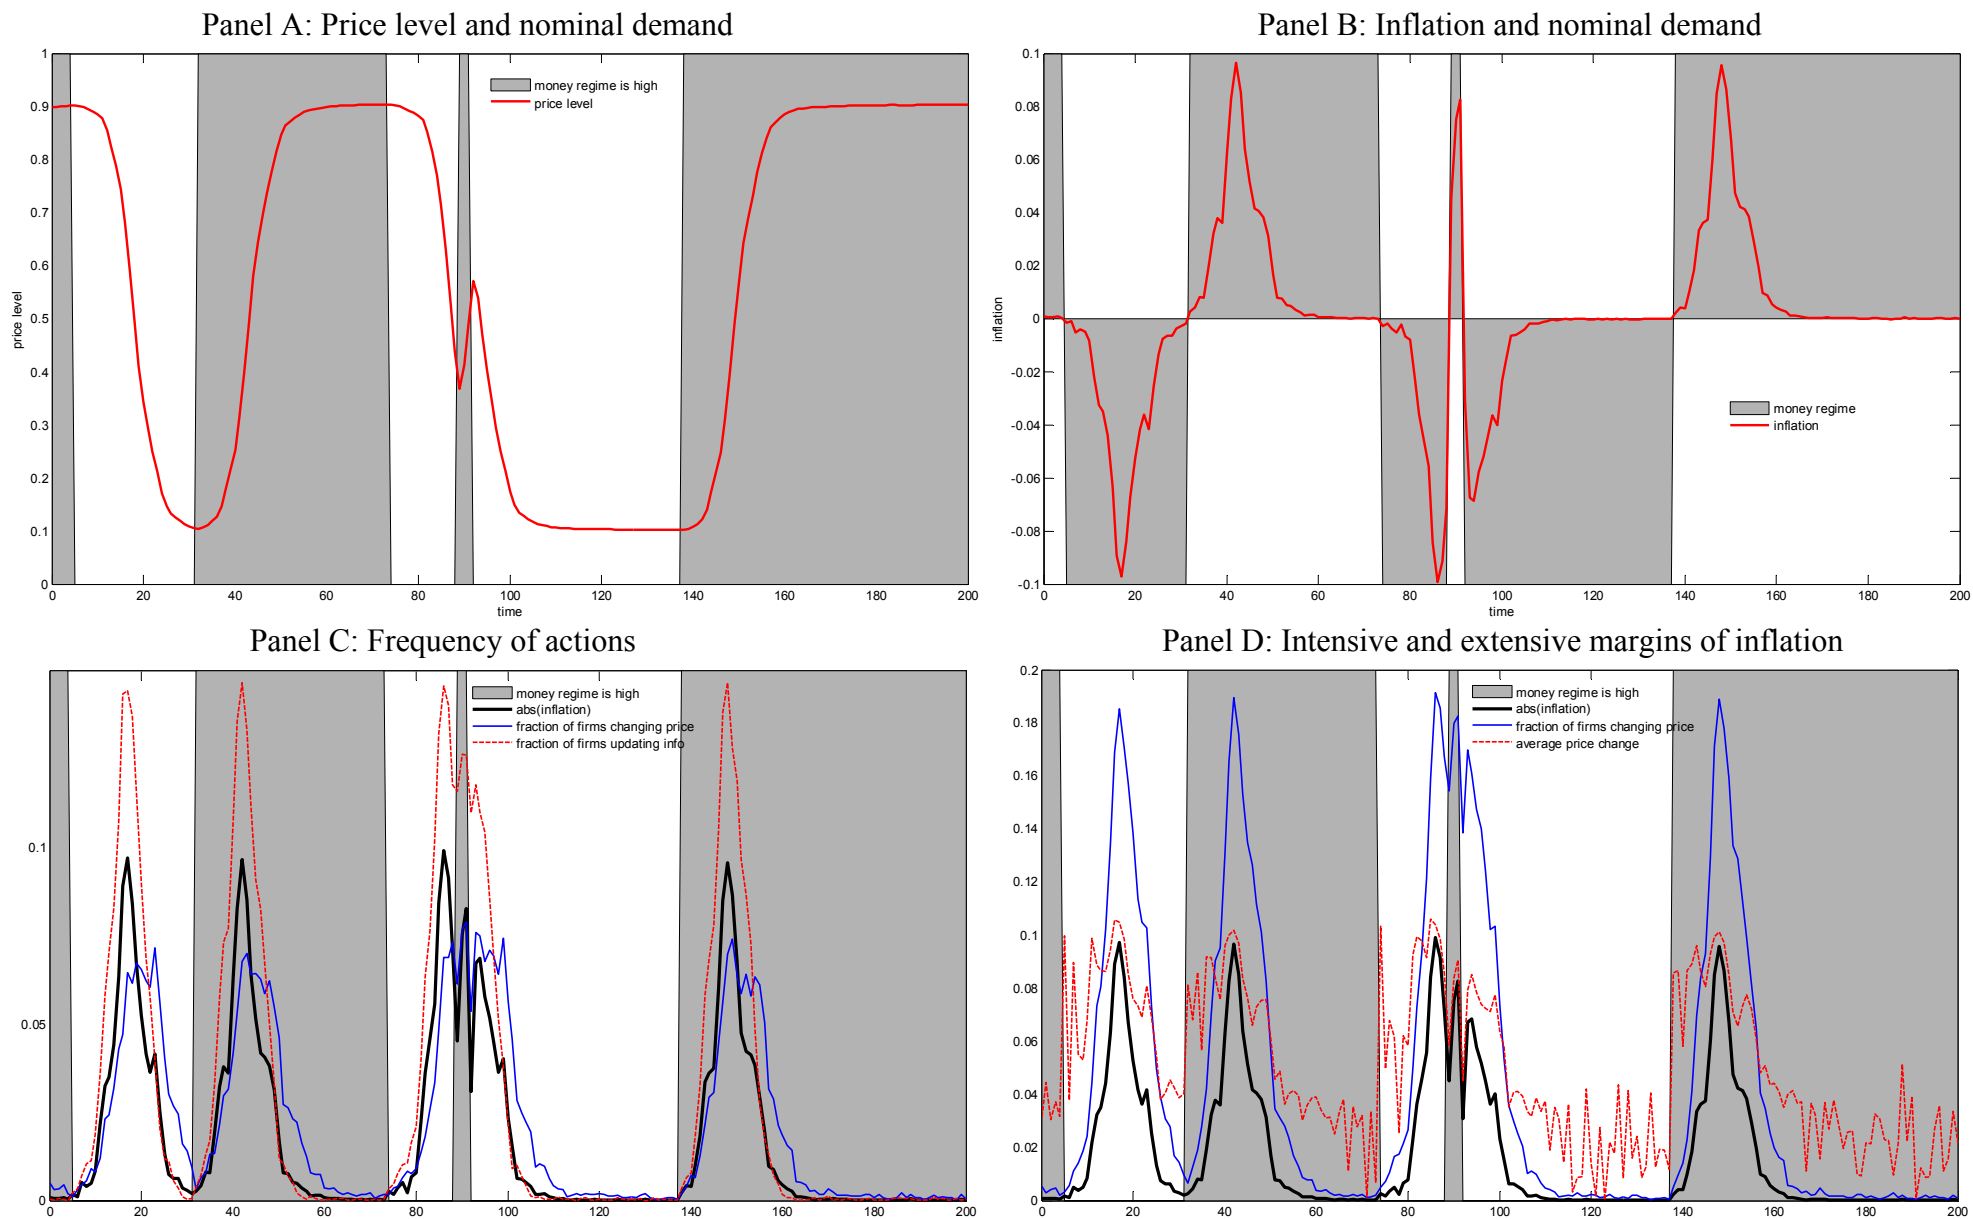 Panel A: Price level and nominal demand
1
0.9
0.8
0.7
0.6
0.5
0.4
0.3
0.2
0.1
0
price level
money regime is high
price level
0 20 40 60 80 100 120 140 160 180 200
time
Panel B: Inflation and nominal demand
0.1
0.08
0.06
0.04
0.02
0
-0.02
-0.04
-0.06
-0.08
-0.1
inflation
money regime
inflation
0 20 40 60 80 100 120 140 160 180 200
time
Panel C: Frequency of actions
0.1
0.05
0
money regime is high
abs(inflation)
fraction of firms changing price
fraction of firms updating info
0 20 40 60 80 100 120 140 160 180 200
Panel D: Intensive and extensive margins of inflation
0.2
0.18
0.16
0.14
0.12
0.1
0.08
0.06
0.04
0.02
0
money regime is high
abs(inflation)
fraction of firms changing price
average price change
0 20 40 60 80 100 120 140 160 180 200